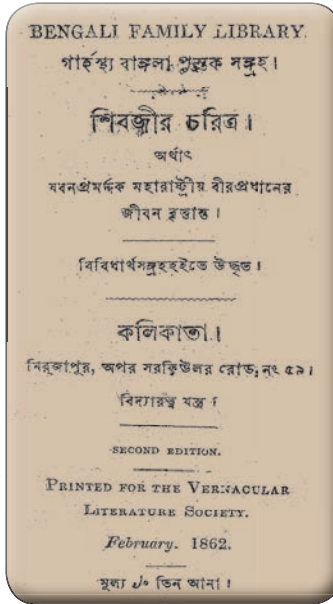 BENGALI FAMILY LIBRARY.
গার্হস্থ্য বাঙ্গলা পুস্তক সঙ্গ্রহ।
শিবজীর চরিত্র।
অর্থাৎ
যবনপ্রমর্দ্দক মহারাষ্ট্রীয় বীরপ্রধানের
জীবন বৃত্তান্ত।
বিবিধার্থসঙ্গ্রহহইতে উদ্ধৃত।
কলিকাতা।
মির্জাপুর, অপর সরকিউলর রোড, নং ৫৯।
বিদ্যারত্ন যন্ত্র।
SECOND EDITION.
PRINTED FOR THE VERNACULAR
LITERATURE SOCIETY.
February. 1862.
মূল্য ৶০ তিন আনা।